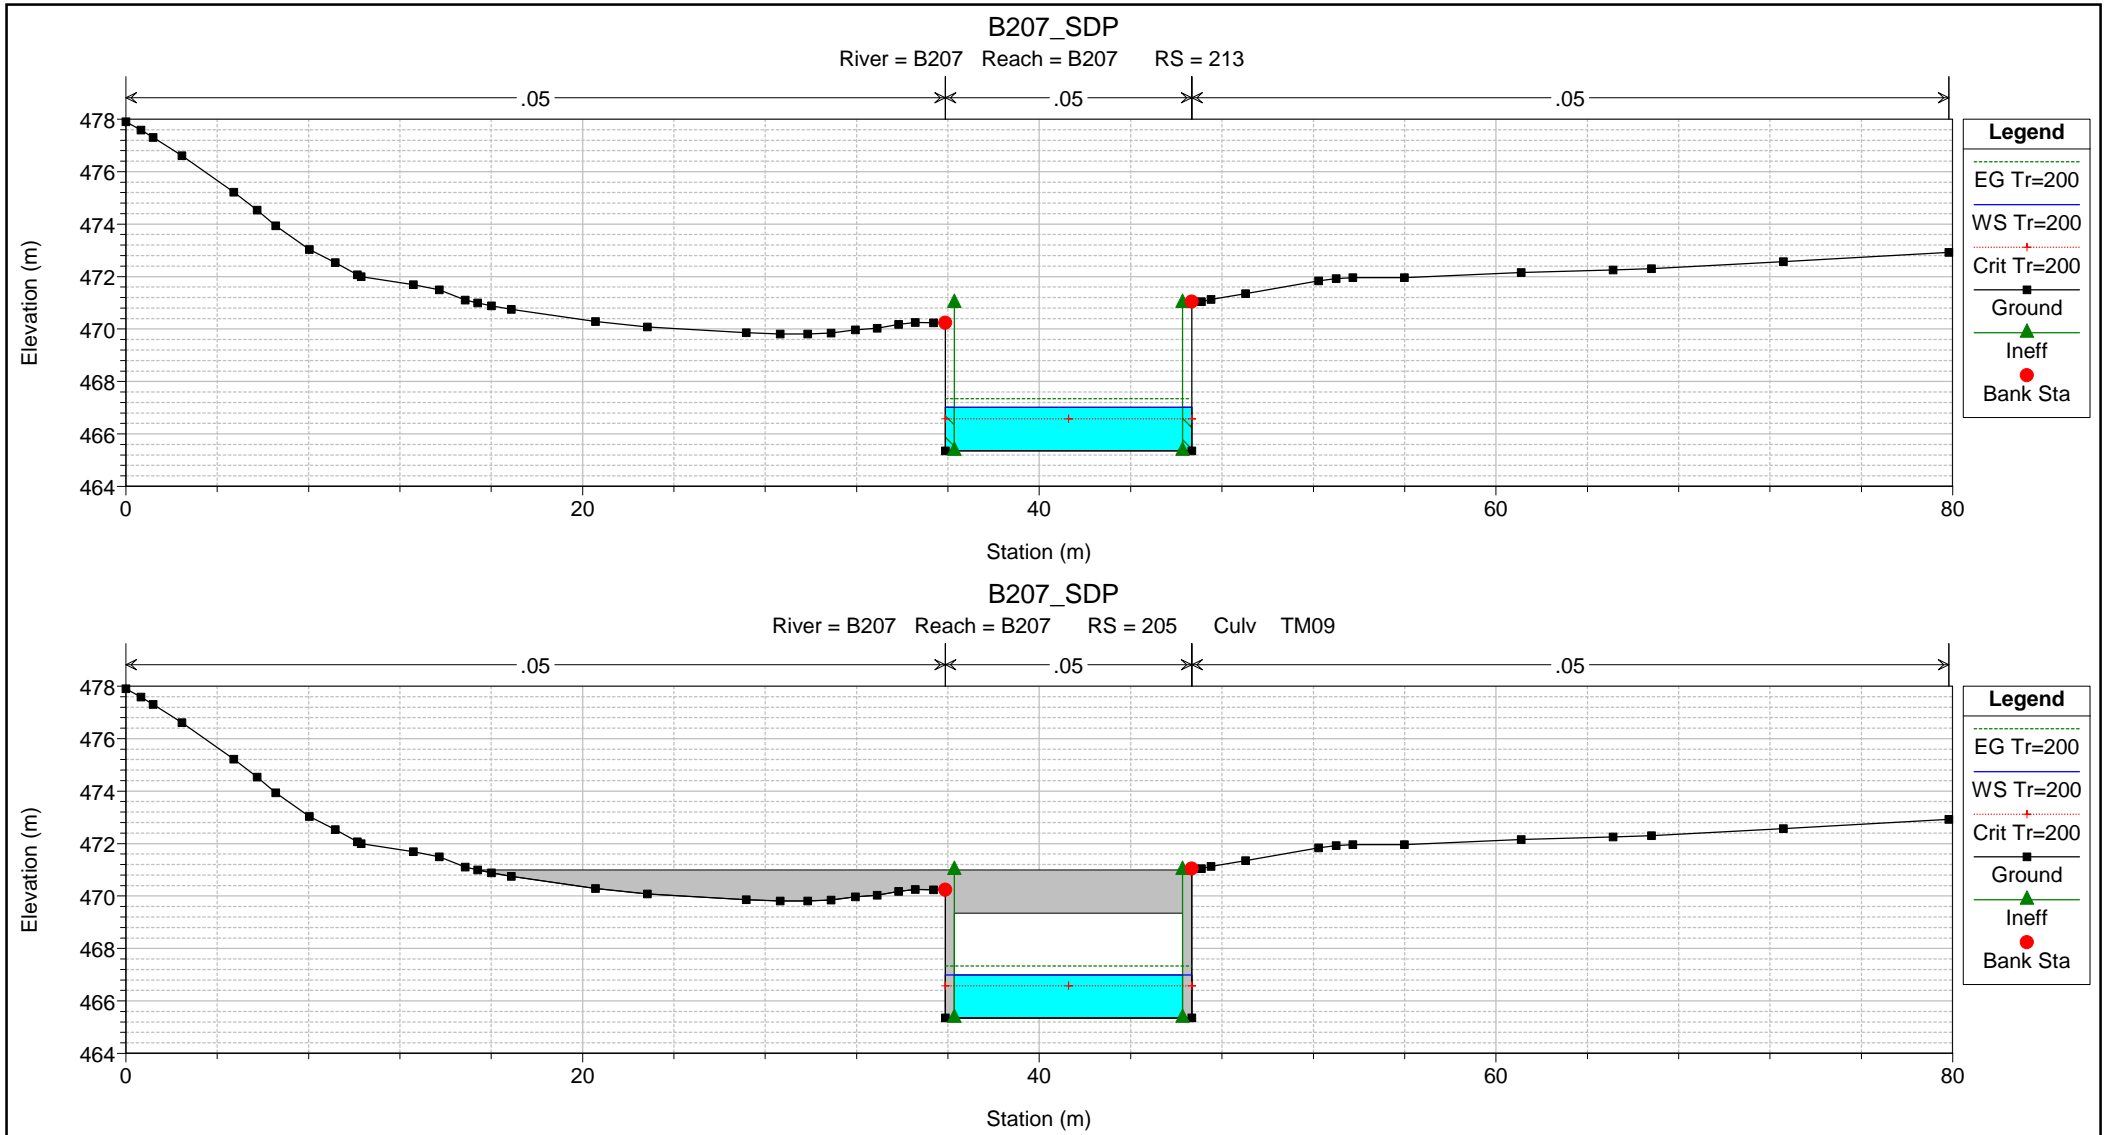 B207_SDP
River = B207 Reach = B207 RS = 213
.05 .05 .05
478
476
474
472
470
468
466
464
Elevation (m)
0 20 40 60 80
Station (m)
Legend
EG Tr=200
WS Tr=200
Crit Tr=200
Ground
Ineff
Bank Sta
B207_SDP
River = B207 Reach = B207 RS = 205 Culv TM09
.05 .05 .05
478
476
474
472
470
468
466
464
Elevation (m)
0 20 40 60 80
Station (m)
Legend
EG Tr=200
WS Tr=200
Crit Tr=200
Ground
Ineff
Bank Sta